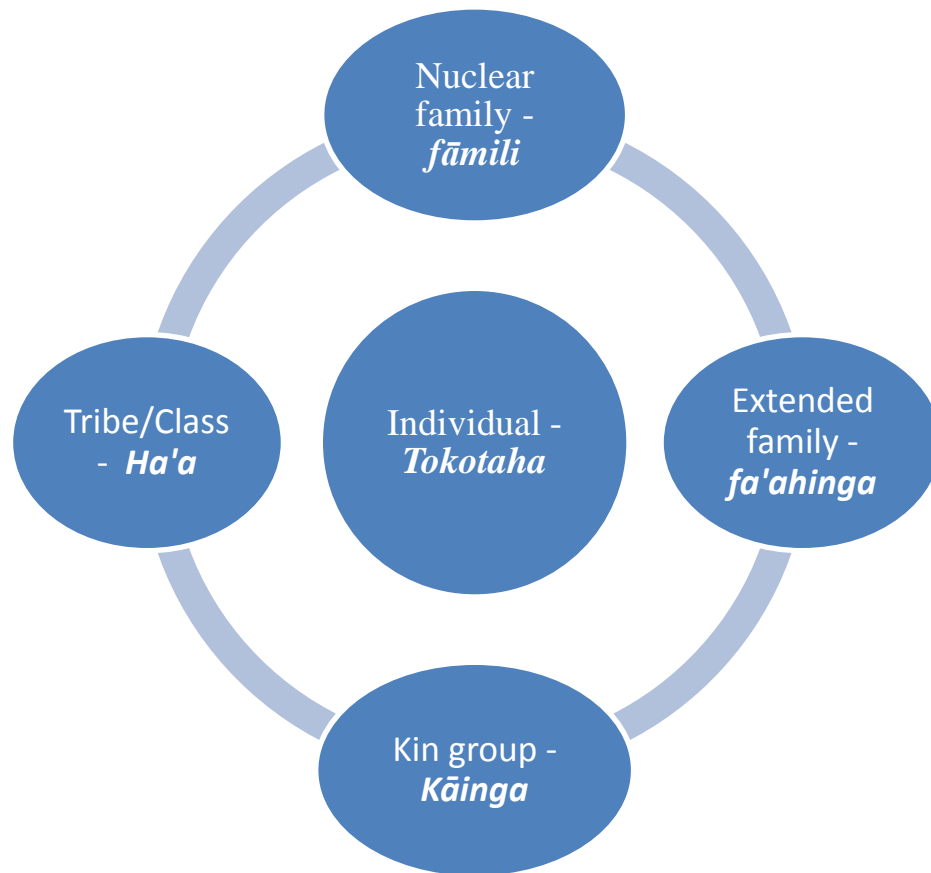 Nuclear
family -
fāmili
Tribe/Class
- Ha'a
Individual -
Tokotaha
Extended
family -
fa'ahinga
Kin group -
Kāinga